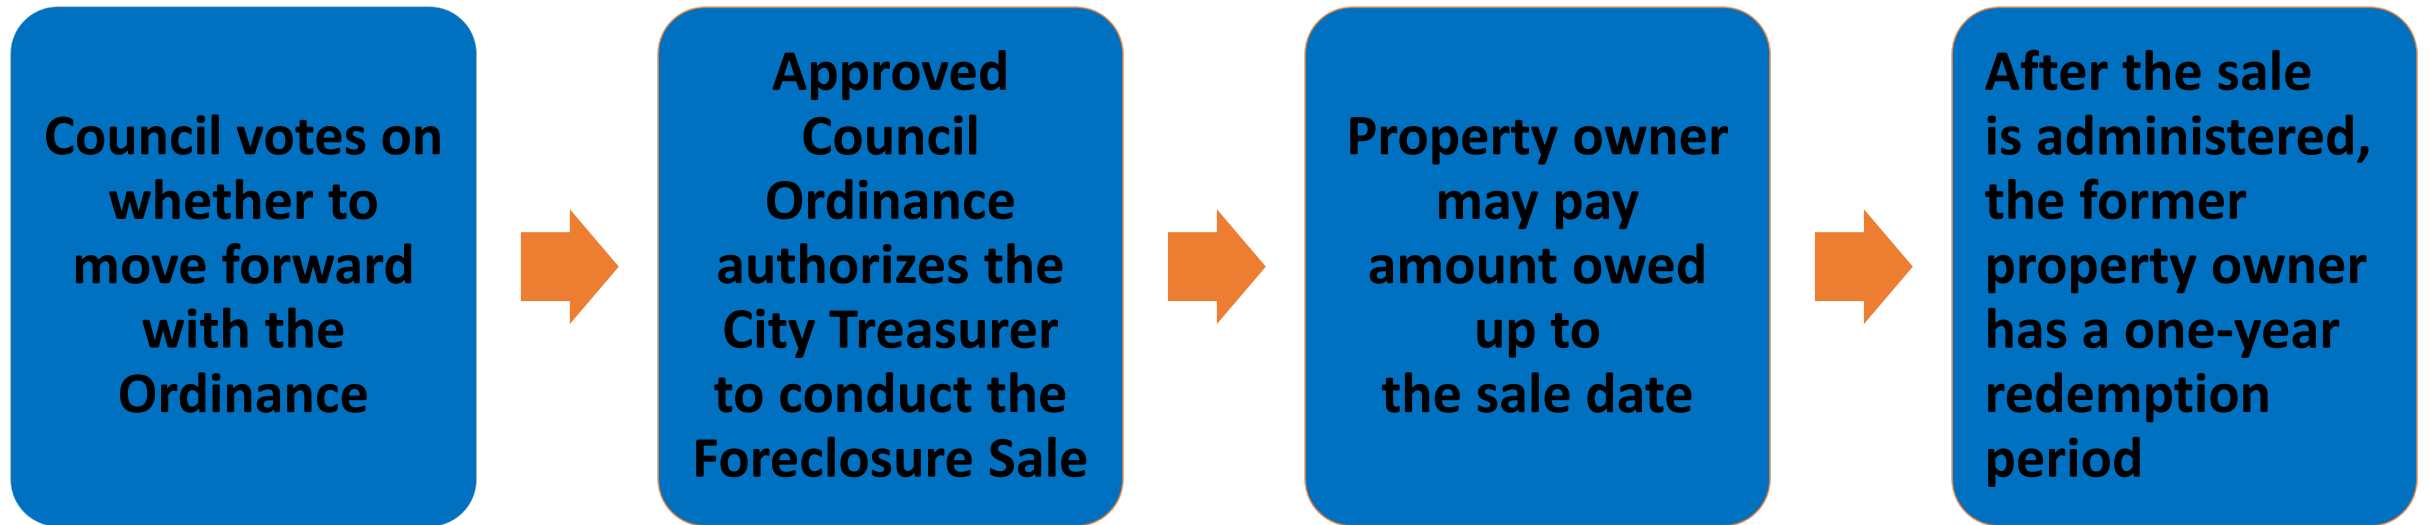 Council votes on
whether to
move forward
with the
Ordinance
Approved
Council
Ordinance
authorizes the
City Treasurer
to conduct the
Foreclosure Sale
Property owner
may pay
amount owed
up to
the sale date
After the sale
is administered,
the former
property owner
has a one-year
redemption
period